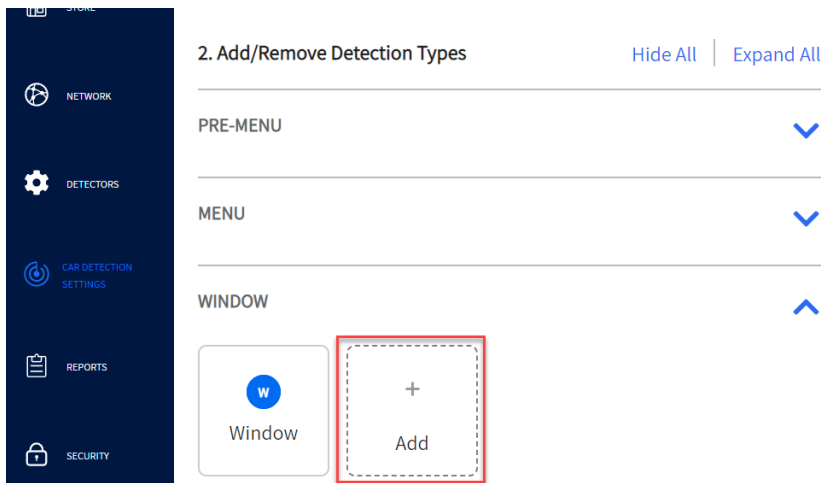 STORE
NETWORK
DETECTORS
CAR DETECTION
SETTINGS
REPORTS
SECURITY
2. Add/Remove Detection Types
Hide All
Expand All
PRE-MENU
MENU
WINDOW
W
Window
+
Add